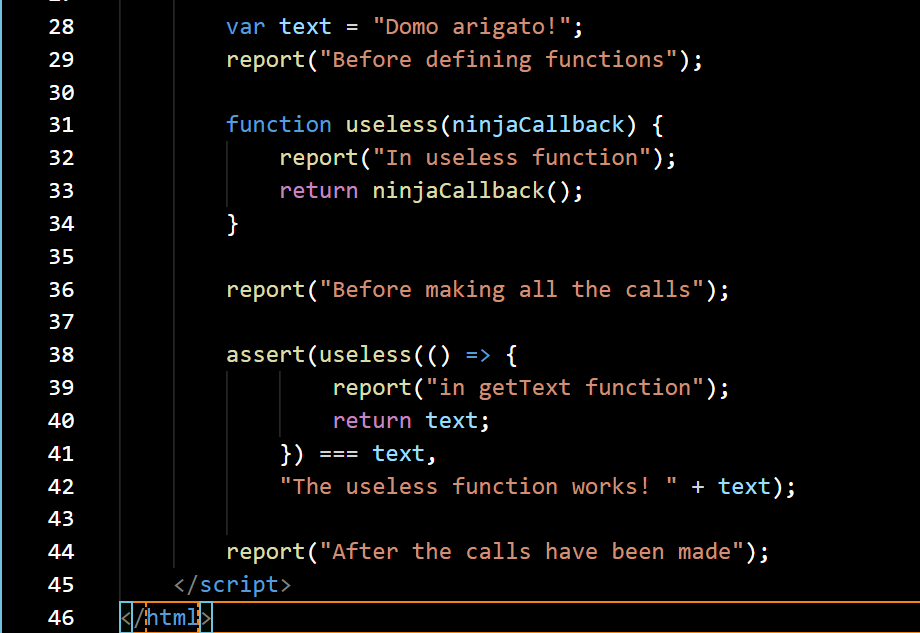 28 var text = "Domo arigato!";
29 report("Before defining functions");
30
31 function useless(ninjaCallback) {
32 report("In useless function");
33 return ninjaCallback();
34 }
35
36 report("Before making all the calls");
37
38 assert(useless(() => {
39 report("in getText function");
40 return text;
41 }) === text,
42 "The useless function works! " + text);
43
44 report("After the calls have been made");
45 </script>
46 </html>